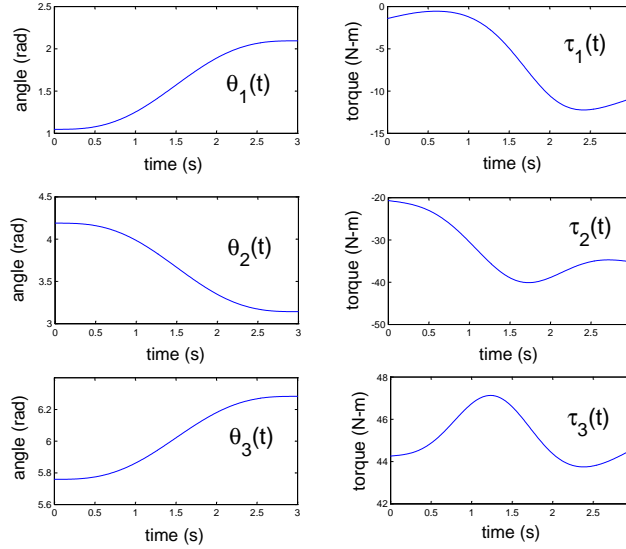 angle (rad)
2.5
2
1.5
1
θ1(t)
0 0.5 1 1.5 2 2.5 3
time (s)
torque (N-m)
0
-5
-10
-15
τ1(t)
0 0.5 1 1.5 2 2.5
time (s)
angle (rad)
4.5
4
3.5
3
θ2(t)
0 0.5 1 1.5 2 2.5 3
time (s)
torque (N-m)
-20
-30
-40
-50
τ2(t)
0 0.5 1 1.5 2 2.5
time (s)
angle (rad)
6.2
6
5.8
5.6
θ3(t)
0 0.5 1 1.5 2 2.5 3
time (s)
torque (N-m)
48
46
44
42
τ3(t)
0 0.5 1 1.5 2 2.5
time (s)